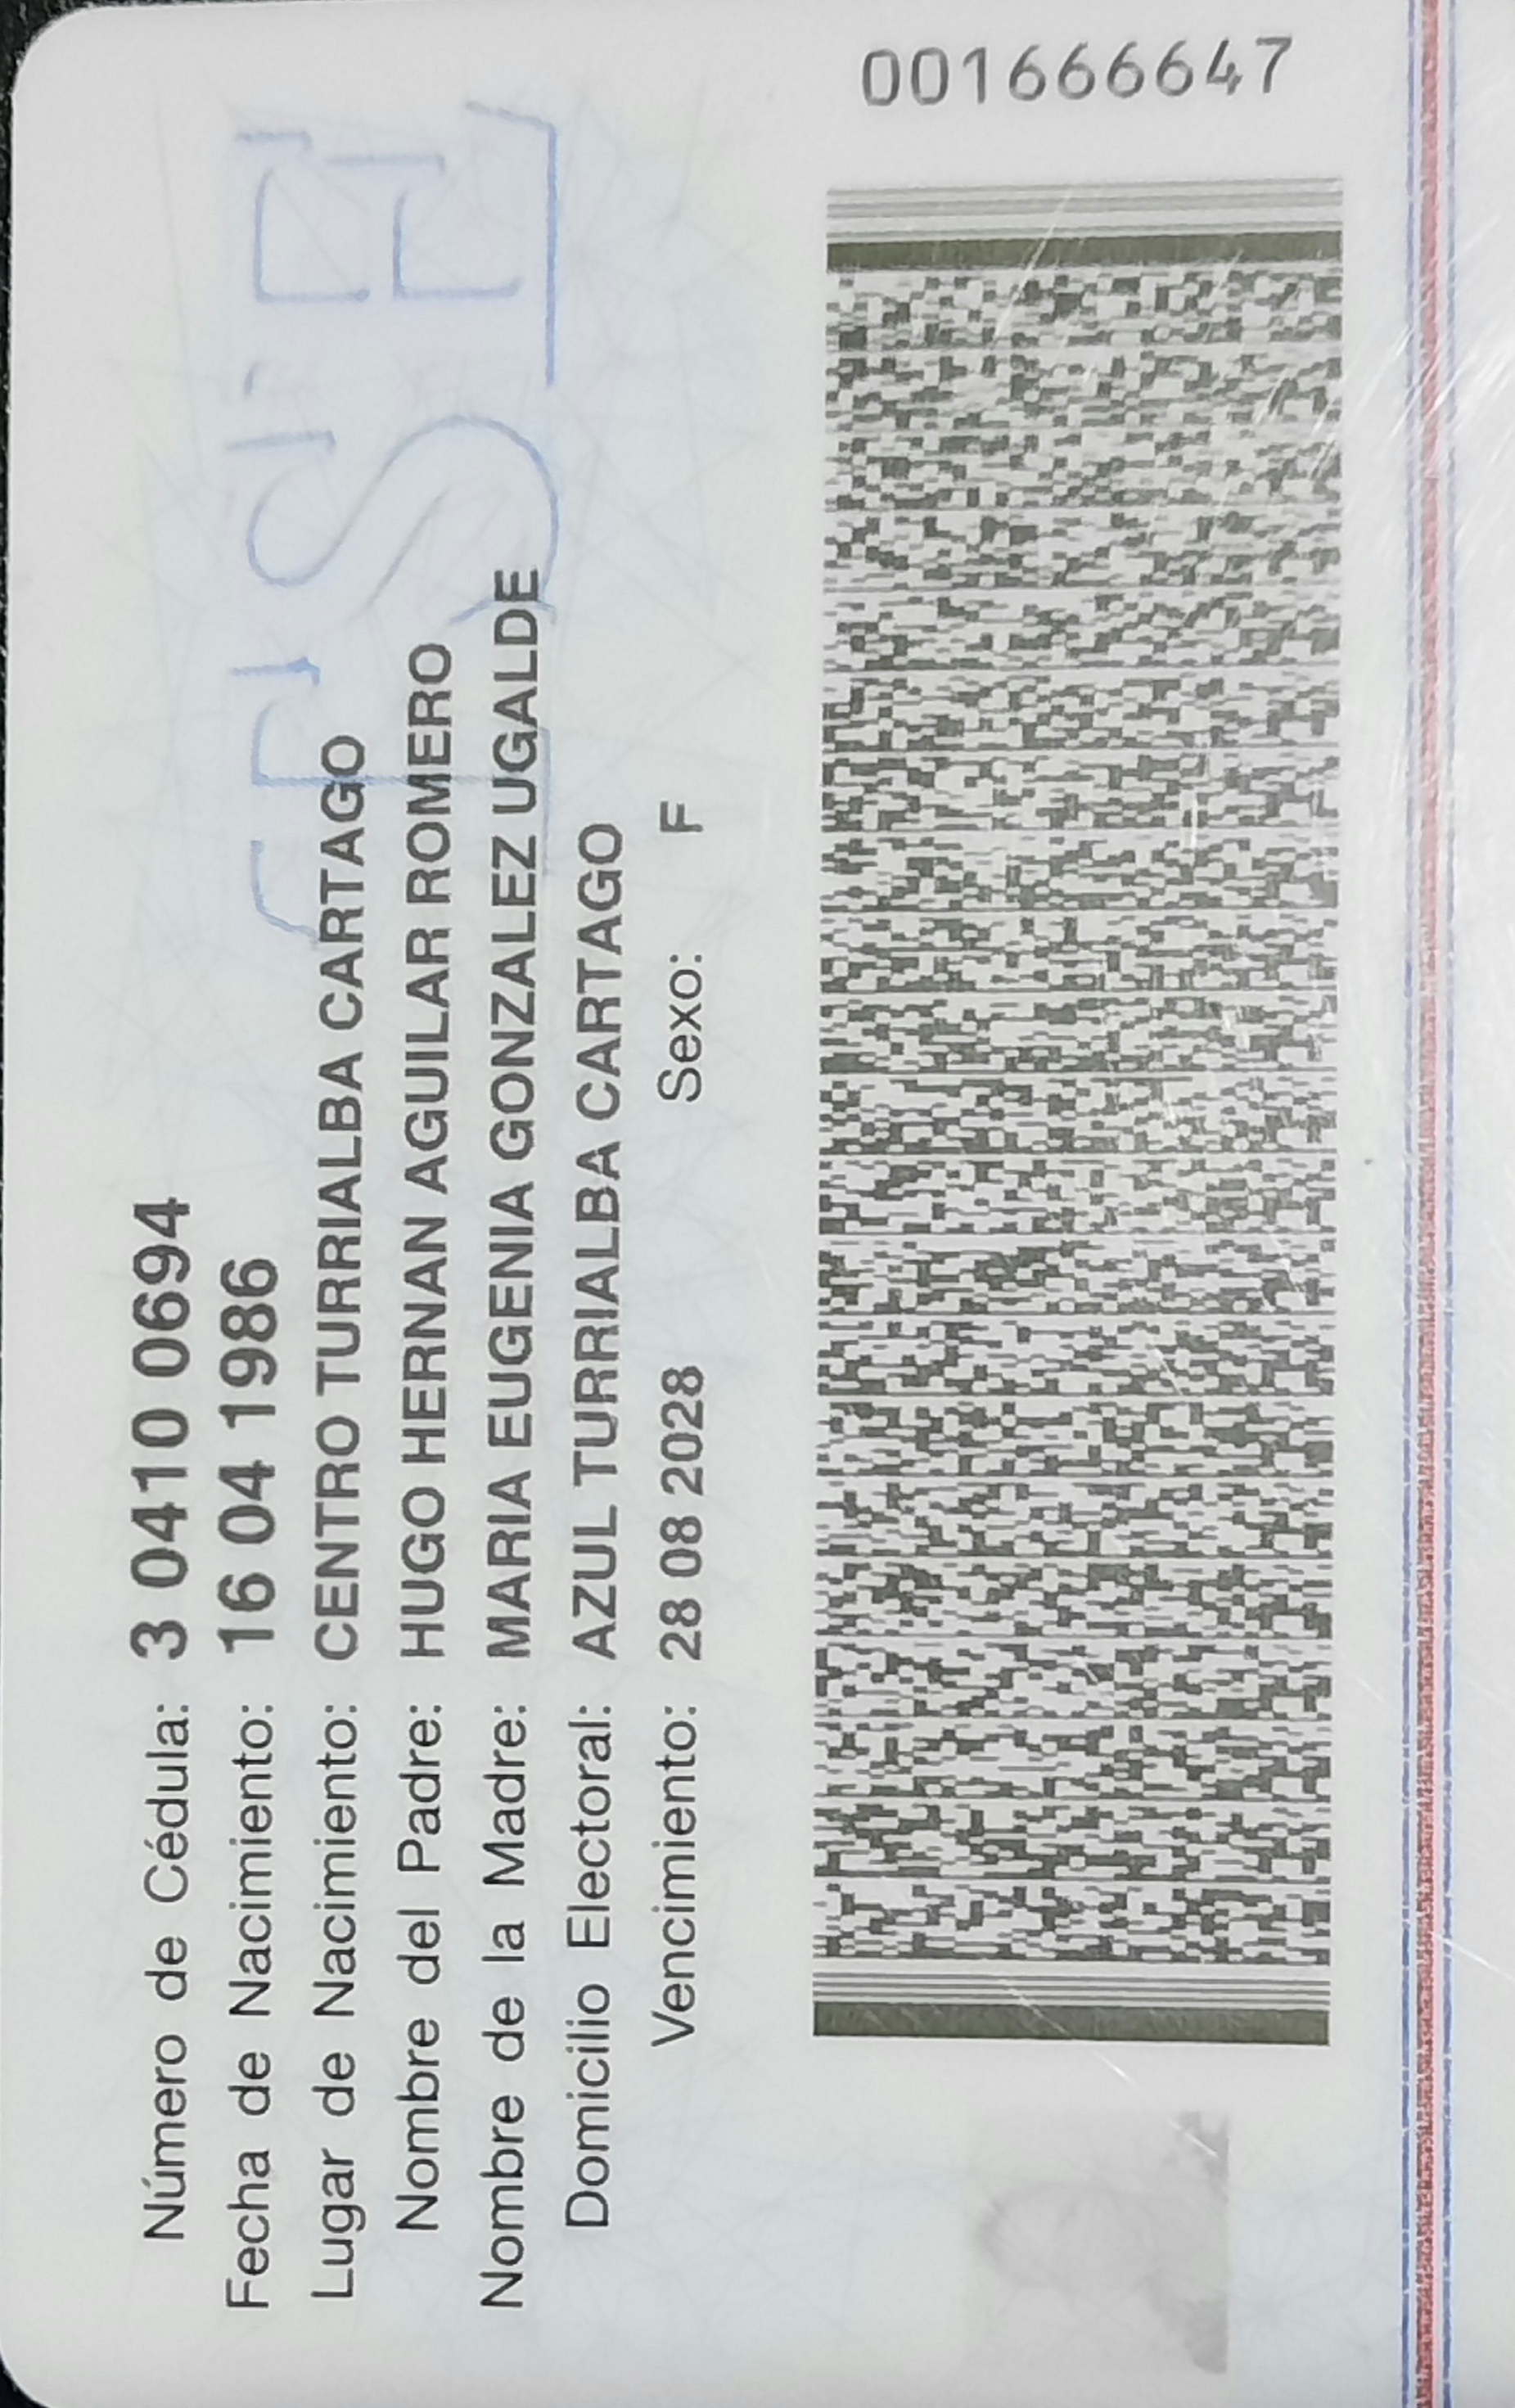 Número de Cédula: 3 0410 0694
Fecha de Nacimiento: 16 04 1986
Lugar de Nacimiento: CENTRO TURRIALBA CARTAGO
Nombre del Padre: HUGO HERNAN AGUILAR ROMERO
Nombre de la Madre: MARIA EUGENIA GONZALEZ UGALDE
Domicilio Electoral: AZUL TURRIALBA CARTAGO
Vencimiento: 28 08 2028 Sexo: F
001666647